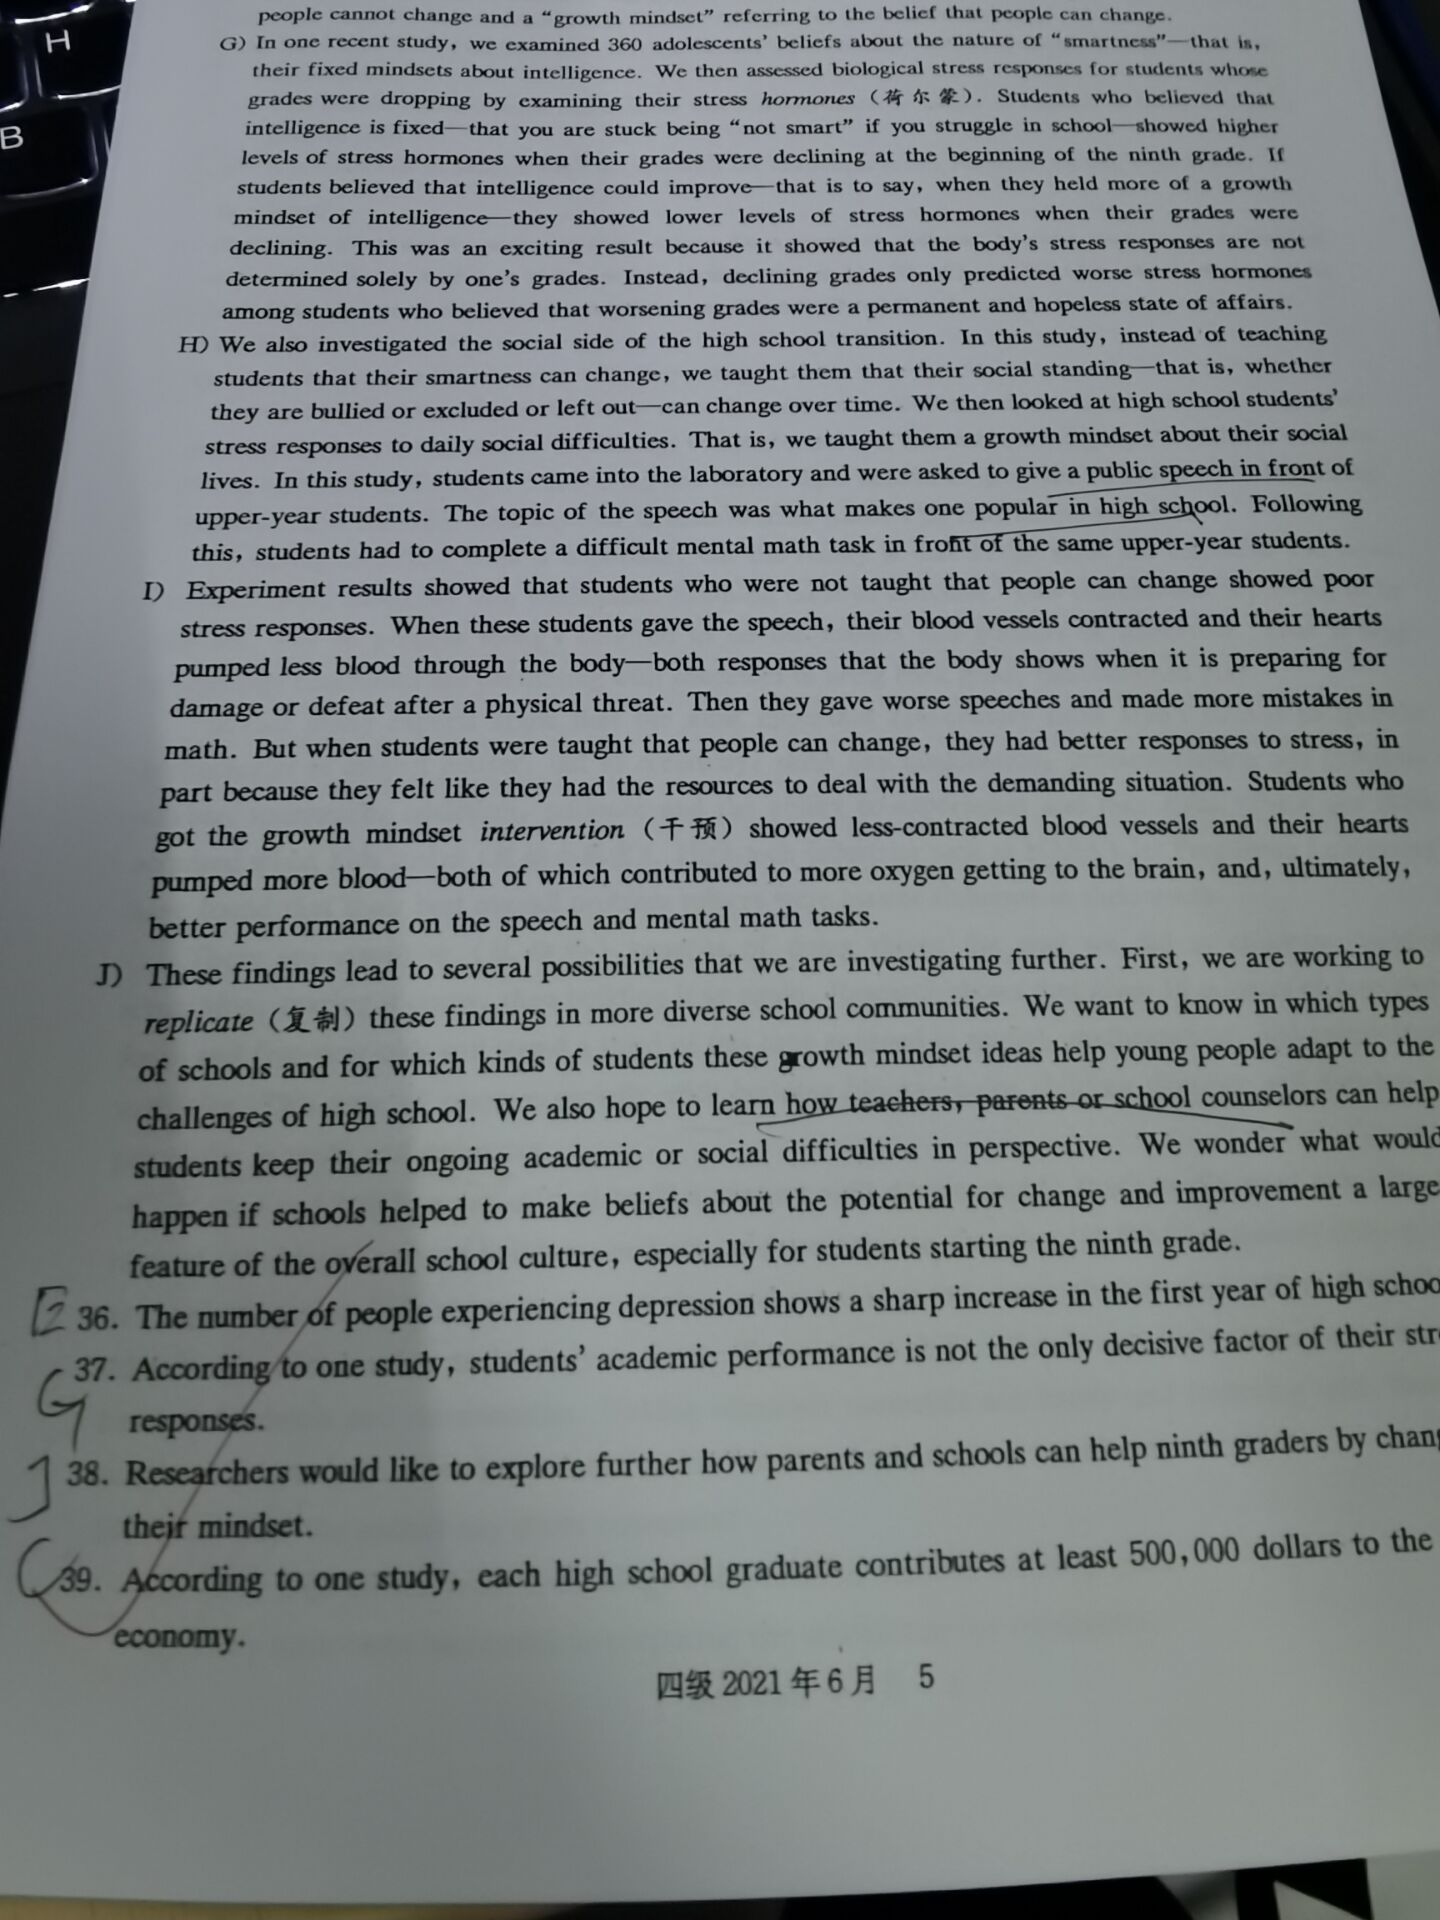 H
B
people cannot change and a “growth mindset” referring to the belief that people can change.
G) In one recent study, we examined 360 adolescents’ beliefs about the nature of “smartness”—that is,
their fixed mindsets about intelligence. We then assessed biological stress responses for students whose
grades were dropping by examining their stress hormones (荷尔蒙). Students who believed that
intelligence is fixed—that you are stuck being “not smart” if you struggle in school—showed higher
levels of stress hormones when their grades were declining at the beginning of the ninth grade. If
students believed that intelligence could improve—that is to say, when they held more of a growth
mindset of intelligence—they showed lower levels of stress hormones when their grades were
declining. This was an exciting result because it showed that the body’s stress responses are not
determined solely by one’s grades. Instead, declining grades only predicted worse stress hormones
among students who believed that worsening grades were a permanent and hopeless state of affairs.
H) We also investigated the social side of the high school transition. In this study, instead of teaching
students that their smartness can change, we taught them that their social standing—that is, whether
they are bullied or excluded or left out—can change over time. We then looked at high school students’
stress responses to daily social difficulties. That is, we taught them a growth mindset about their social
lives. In this study, students came into the laboratory and were asked to give a public speech in front of
upper-year students. The topic of the speech was what makes one popular in high school. Following
this, students had to complete a difficult mental math task in front of the same upper-year students.
I) Experiment results showed that students who were not taught that people can change showed poor
stress responses. When these students gave the speech, their blood vessels contracted and their hearts
pumped less blood through the body—both responses that the body shows when it is preparing for
damage or defeat after a physical threat. Then they gave worse speeches and made more mistakes in
math. But when students were taught that people can change, they had better responses to stress, in
part because they felt like they had the resources to deal with the demanding situation. Students who
got the growth mindset intervention (干预) showed less-contracted blood vessels and their hearts
pumped more blood—both of which contributed to more oxygen getting to the brain, and, ultimately,
better performance on the speech and mental math tasks.
J) These findings lead to several possibilities that we are investigating further. First, we are working to
replicate (复制) these findings in more diverse school communities. We want to know in which types
of schools and for which kinds of students these growth mindset ideas help young people adapt to the
challenges of high school. We also hope to learn how teachers, parents or school counselors can help
students keep their ongoing academic or social difficulties in perspective. We wonder what would
happen if schools helped to make beliefs about the potential for change and improvement a large
feature of the overall school culture, especially for students starting the ninth grade.
E 36. The number of people experiencing depression shows a sharp increase in the first year of high schoo
G 37. According to one study, students’ academic performance is not the only decisive factor of their str
responses.
J 38. Researchers would like to explore further how parents and schools can help ninth graders by chan
their mindset.
C 39. According to one study, each high school graduate contributes at least 500,000 dollars to the
economy.
四级 2021 年 6 月 5